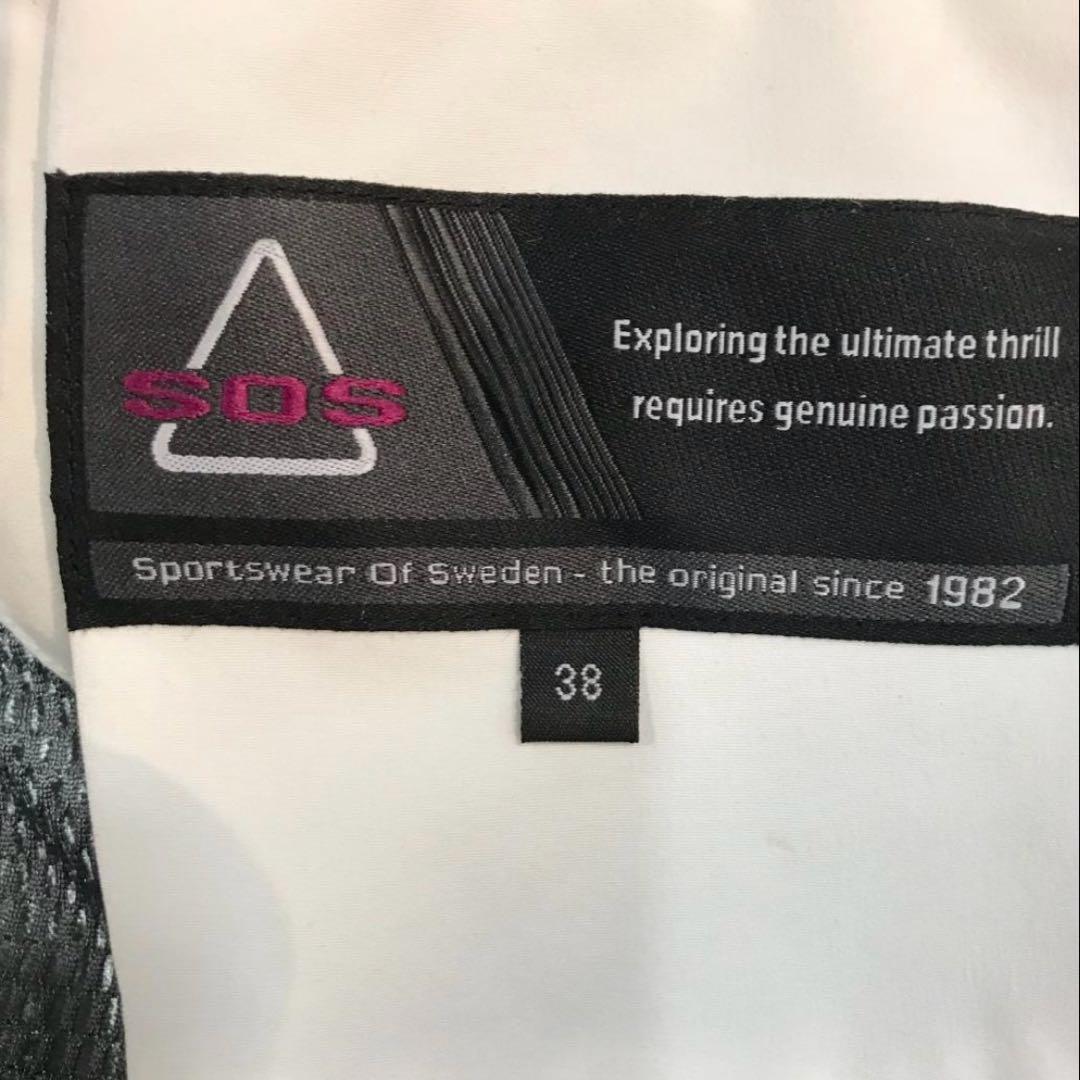 SOS
Exploring the ultimate thrill
requires genuine passion.
Sportswear Of Sweden - the original since 1982
38